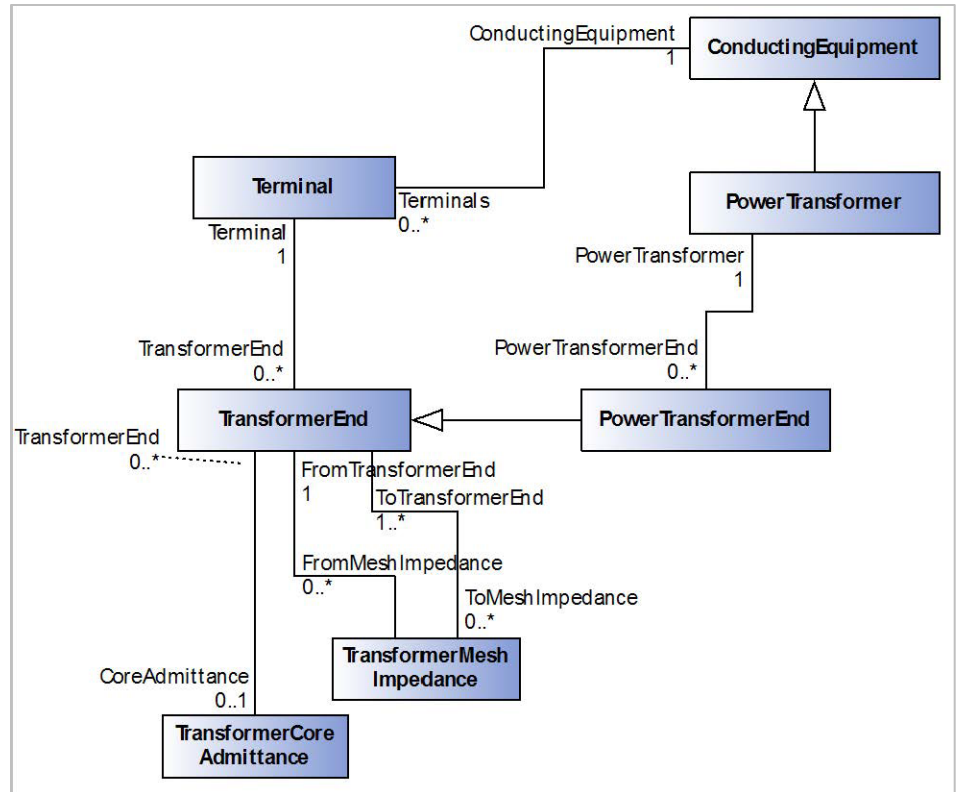 ConductingEquipment
1
ConductingEquipment
Terminal
Terminals
0..*
PowerTransformer
Terminal
1
PowerTransformer
1
TransformerEnd
0..*
PowerTransformerEnd
0..*
TransformerEnd
PowerTransformerEnd
TransformerEnd
0..*
FromTransformerEnd
1
ToTransformerEnd
1..*
FromMeshImpedance
0..*
ToMeshImpedance
0..*
TransformerMesh
Impedance
CoreAdmittance
0..1
TransformerCore
Admittance